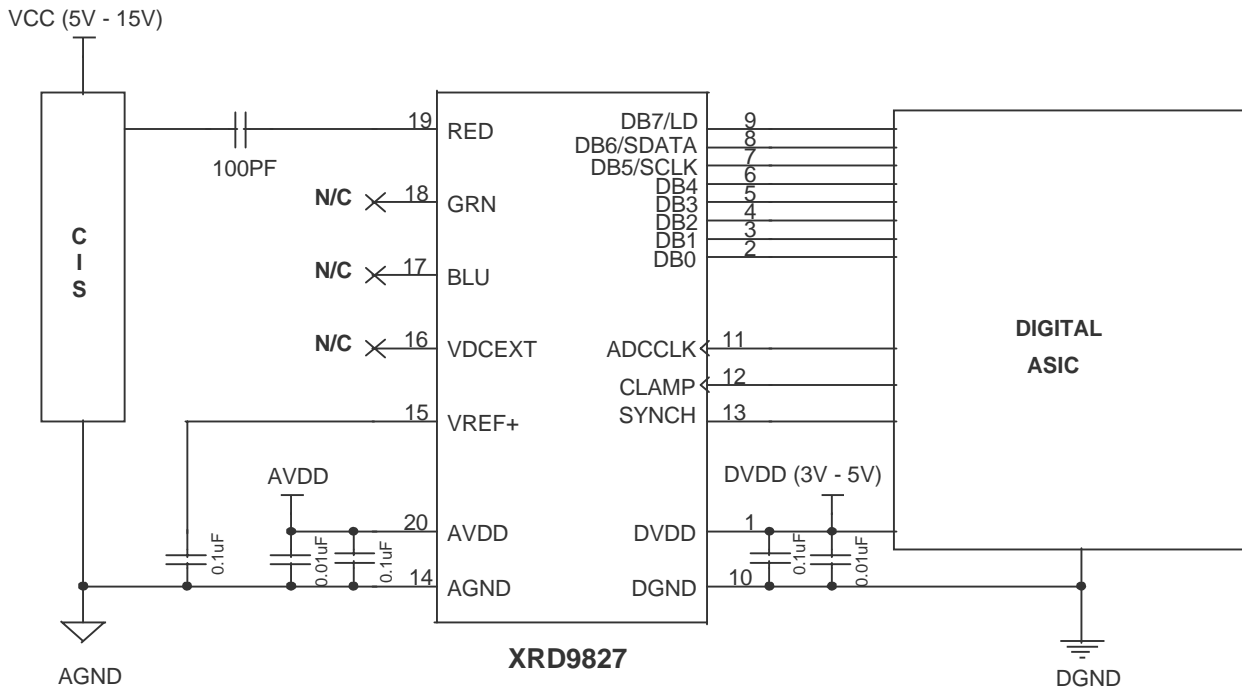 VCC (5V - 15V)
C
I
S
100PF
19 RED
N/C 18 GRN
N/C 17 BLU
N/C 16 VDCEXT
15 VREF+
AVDD
20 AVDD
14 AGND
0.1uF
0.01uF
0.1uF
AGND
DB7/LD 9
DB6/SDATA 8
DB5/SCLK 7
DB4 6
DB3 5
DB2 4
DB1 3
DB0 2
ADCCLK 11
CLAMP 12
SYNCH 13
DVDD (3V - 5V)
DVDD 1
DGND 10
0.1uF
0.01uF
XRD9827
DIGITAL
ASIC
DGND